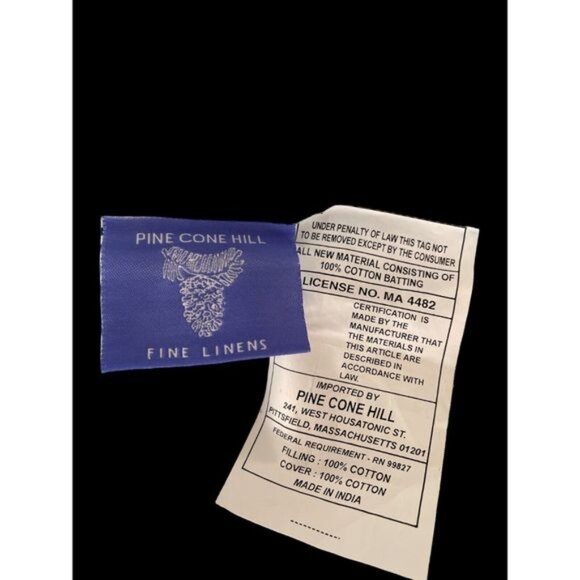 PINE CONE HILL
FINE LINENS
UNDER PENALTY OF LAW THIS TAG NOT
TO BE REMOVED EXCEPT BY THE CONSUMER
ALL NEW MATERIAL CONSISTING OF
100% COTTON BATTING
LICENSE NO. MA 4482
CERTIFICATION IS
MADE BY THE
MANUFACTURER THAT
THE MATERIALS IN
THIS ARTICLE ARE
DESCRIBED IN
ACCORDANCE WITH
LAW.
IMPORTED BY
PINE CONE HILL
241, WEST HOUSATONIC ST.
PITTSFIELD, MASSACHUSETTS 01201
FEDERAL REQUIREMENT - RN 99827
FILLING : 100% COTTON
COVER : 100% COTTON
MADE IN INDIA